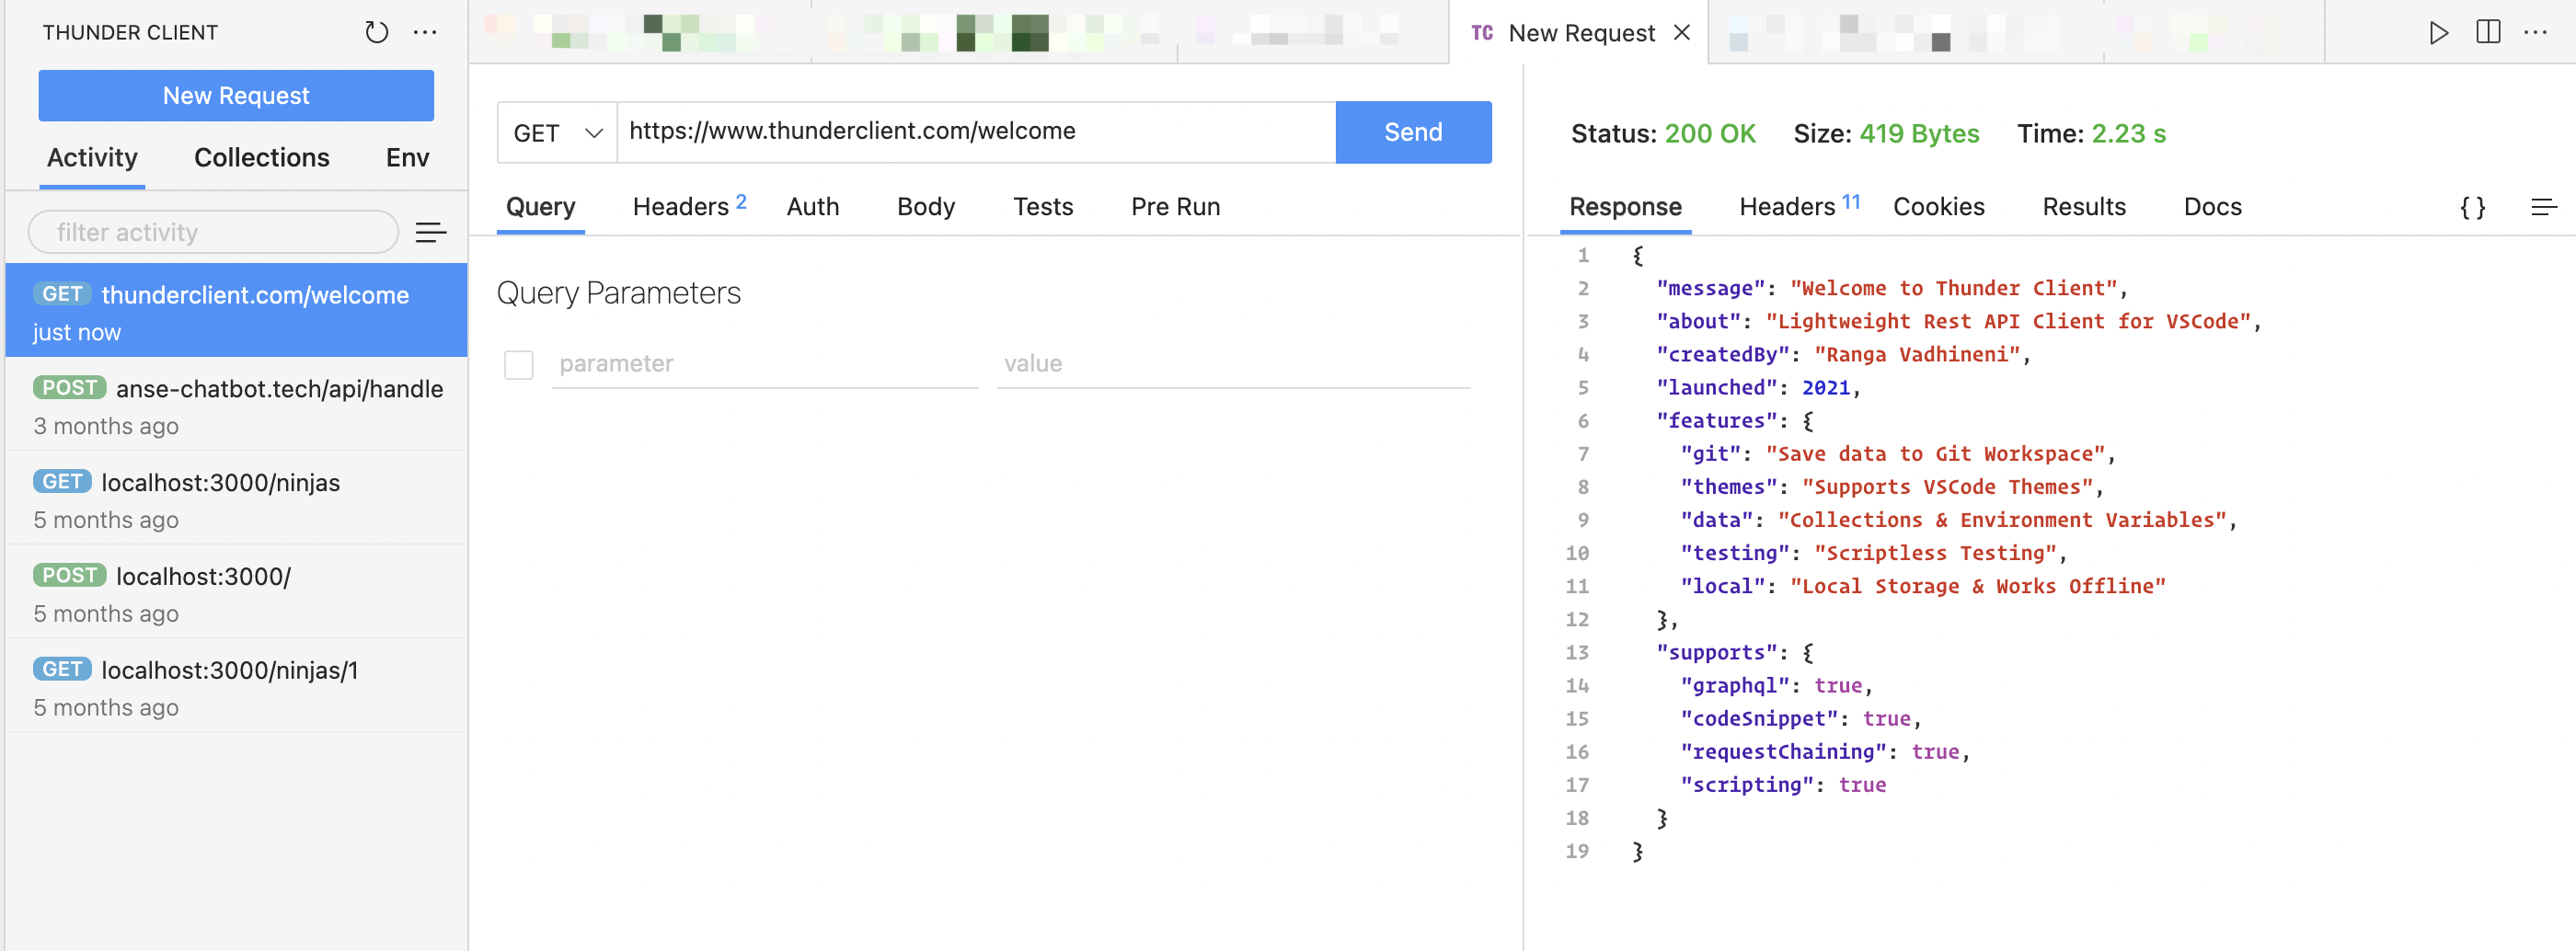 THUNDER CLIENT
New Request
Activity Collections Env
filter activity
GET thunderclient.com/welcome
just now
POST anse-chatbot.tech/api/handle
3 months ago
GET localhost:3000/ninjas
5 months ago
POST localhost:3000/
5 months ago
GET localhost:3000/ninjas/1
5 months ago
TC New Request
GET https://www.thunderclient.com/welcome Send
Query Headers 2 Auth Body Tests Pre Run
Query Parameters
parameter value
Status: 200 OK Size: 419 Bytes Time: 2.23 s
Response Headers 11 Cookies Results Docs { }
1 {
2 "message": "Welcome to Thunder Client",
3 "about": "Lightweight Rest API Client for VSCode",
4 "createdBy": "Ranga Vadhineni",
5 "launched": 2021,
6 "features": {
7 "git": "Save data to Git Workspace",
8 "themes": "Supports VSCode Themes",
9 "data": "Collections & Environment Variables",
10 "testing": "Scriptless Testing",
11 "local": "Local Storage & Works Offline"
12 },
13 "supports": {
14 "graphql": true,
15 "codeSnippet": true,
16 "requestChaining": true,
17 "scripting": true
18 }
19 }